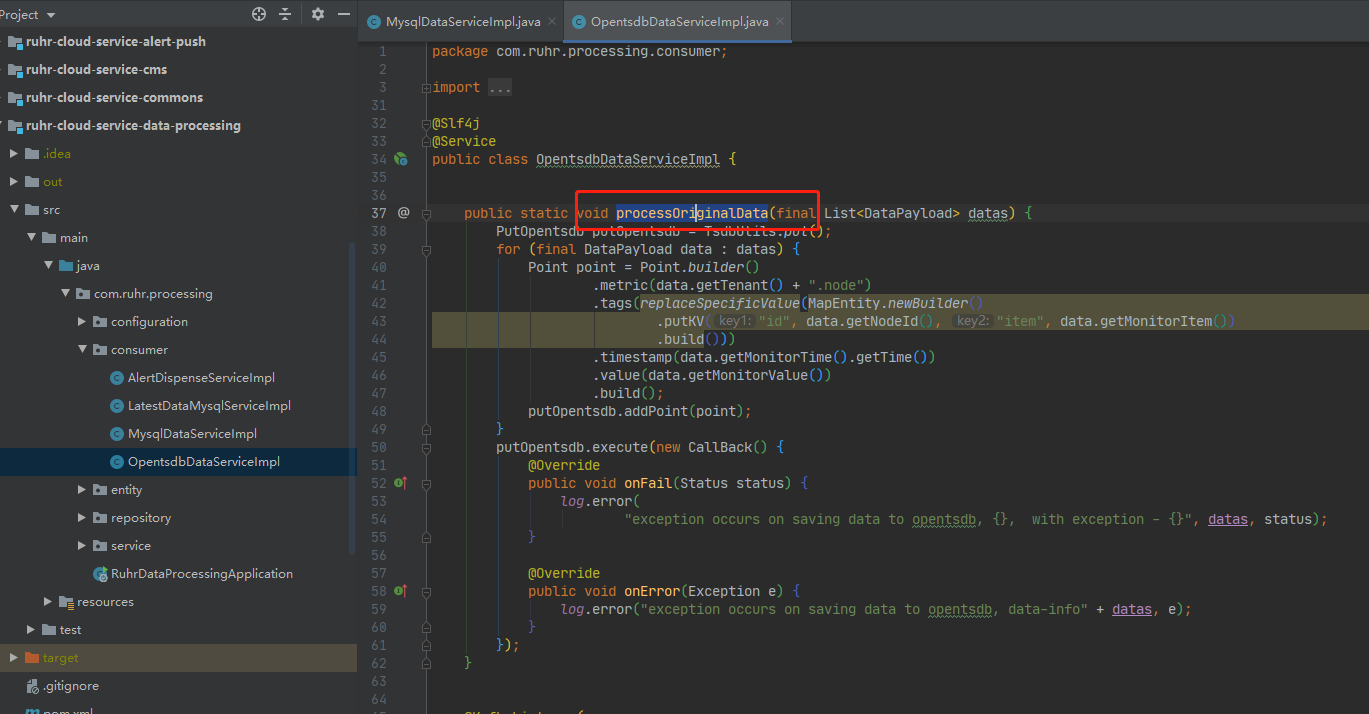 Project
ruhr-cloud-service-alert-push
ruhr-cloud-service-cms
ruhr-cloud-service-commons
ruhr-cloud-service-data-processing
.idea
out
src
main
java
com.ruhr.processing
configuration
consumer
AlertDispenseServiceImpl
LatestDataMysqlServiceImpl
MysqlDataServiceImpl
OpentsdbDataServiceImpl
entity
repository
service
RuhrDataProcessingApplication
resources
test
target
.gitignore
pom.xml
MysqlDataServiceImpl.java
OpentsdbDataServiceImpl.java
1 package com.ruhr.processing.consumer;
2
3 import ...
31
32 @Slf4j
33 @Service
34 public class OpentsdbDataServiceImpl {
35
36
37 @ public static void processOriginalData(final List<DataPayload> datas) {
38 PutOpentsdb putOpentsdb = TsdbUtils.put();
39 for (final DataPayload data : datas) {
40 Point point = Point.builder()
41 .metric(data.getTenant() + ".node")
42 .tags(replaceSpecificValue(MapEntity.newBuilder()
43 .putKV( key1: "id", data.getNodeId(), key2: "item", data.getMonitorItem())
44 .build()))
45 .timestamp(data.getMonitorTime().getTime())
46 .value(data.getMonitorValue())
47 .build();
48 putOpentsdb.addPoint(point);
49 }
50 putOpentsdb.execute(new CallBack() {
51 @Override
52 public void onFail(Status status) {
53 log.error(
54 "exception occurs on saving data to opentsdb, {},  with exception - {}", datas, status);
55 }
56
57 @Override
58 public void onError(Exception e) {
59 log.error("exception occurs on saving data to opentsdb, data-info" + datas, e);
60 }
61 });
62 }
63
64